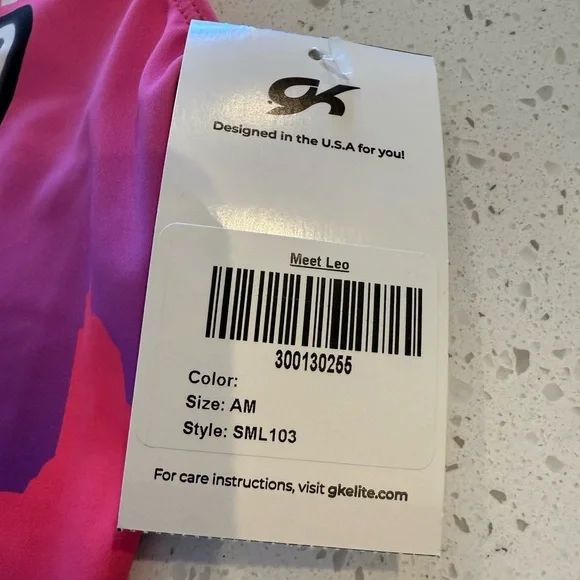 GK
Designed in the U.S.A for you!
Meet Leo
300130255
Color:
Size: AM
Style: SML103
For care instructions, visit gkelite.com